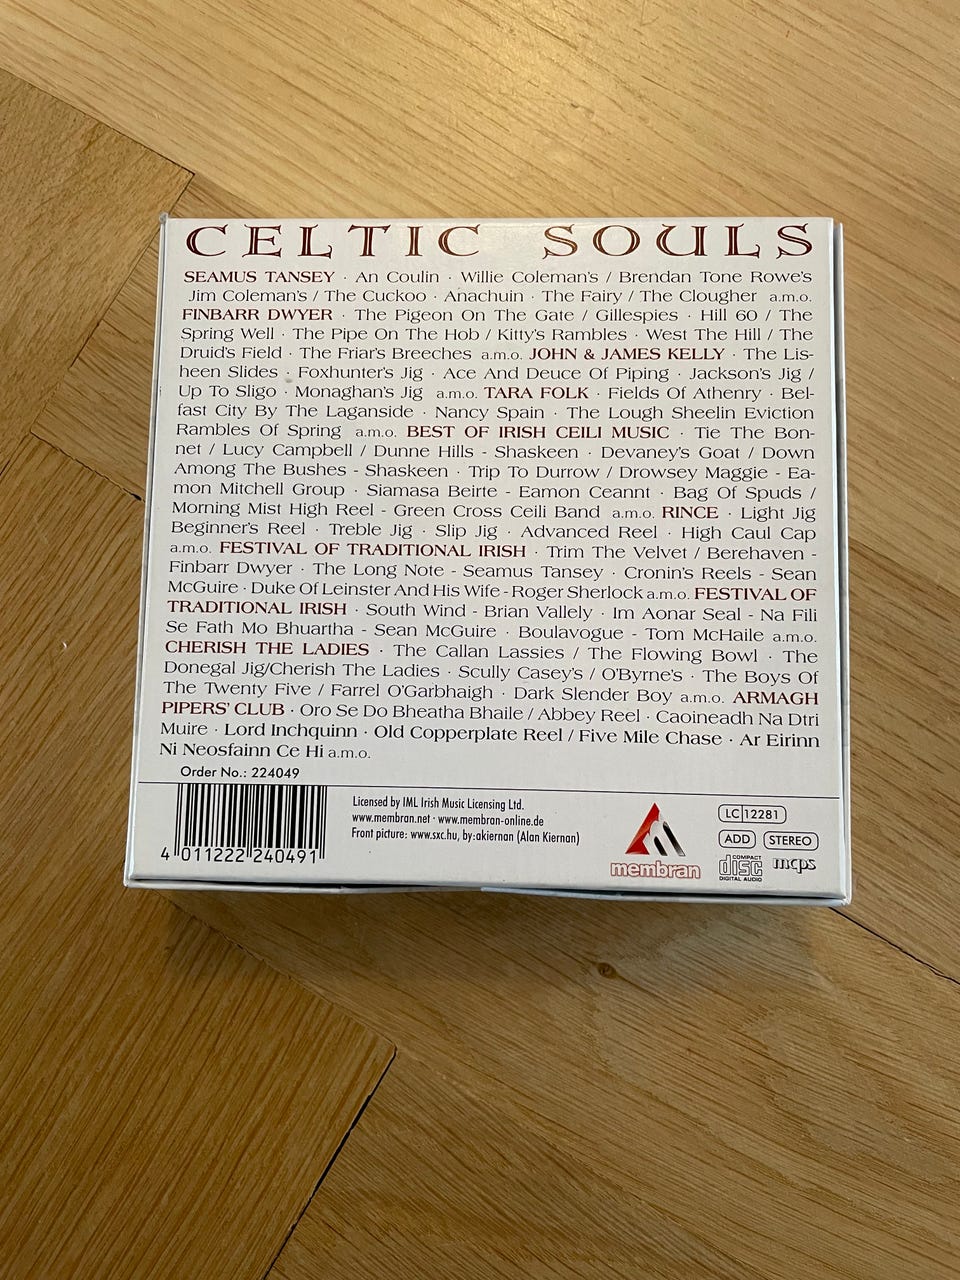 CELTIC SOULS
SEAMUS TANSEY · An Coulin · Willie Coleman's / Brendan Tone Rowe's
Jim Coleman's / The Cuckoo · Anachuin · The Fairy / The Clougher a.m.o.
FINBARR DWYER · The Pigeon On The Gate / Gillespies · Hill 60 / The
Spring Well · The Pipe On The Hob / Kitty's Rambles · West The Hill / The
Druid's Field · The Friar's Breeches a.m.o. JOHN & JAMES KELLY · The Lis-
heen Slides · Foxhunter's Jig · Ace And Deuce Of Piping · Jackson's Jig /
Up To Sligo · Monaghan's Jig a.m.o. TARA FOLK · Fields Of Athenry · Bel-
fast City By The Laganside · Nancy Spain · The Lough Sheelin Eviction
Rambles Of Spring a.m.o. BEST OF IRISH CEILI MUSIC · Tie The Bon-
net / Lucy Campbell / Dunne Hills - Shaskeen · Devaney's Goat / Down
Among The Bushes - Shaskeen · Trip To Durrow / Drowsey Maggie - Ea-
mon Mitchell Group · Siamasa Beirte - Eamon Ceannt · Bag Of Spuds /
Morning Mist High Reel - Green Cross Ceili Band a.m.o. RINCE · Light Jig
Beginner's Reel · Treble Jig · Slip Jig · Advanced Reel · High Caul Cap
a.m.o. FESTIVAL OF TRADITIONAL IRISH · Trim The Velvet / Berehaven -
Finbarr Dwyer · The Long Note - Seamus Tansey · Cronin's Reels - Sean
McGuire · Duke Of Leinster And His Wife - Roger Sherlock a.m.o. FESTIVAL OF
TRADITIONAL IRISH · South Wind - Brian Vallely · Im Aonar Seal - Na Fili
Se Fath Mo Bhuartha - Sean McGuire · Boulavogue - Tom McHaile a.m.o.
CHERISH THE LADIES · The Callan Lassies / The Flowing Bowl · The
Donegal Jig/Cherish The Ladies · Scully Casey's / O'Byrne's · The Boys Of
The Twenty Five / Farrel O'Garbhaigh · Dark Slender Boy a.m.o. ARMAGH
PIPERS' CLUB · Oro Se Do Bheatha Bhaile / Abbey Reel · Caoineadh Na Dtri
Muire · Lord Inchquinn · Old Copperplate Reel / Five Mile Chase · Ar Eirinn
Ni Neosfainn Ce Hi a.m.o.
Order No.: 224049
4 011222 240491
Licensed by IML Irish Music Licensing Ltd.
www.membran.net · www.membran-online.de
Front picture: www.sxc.hu, by:akiernan (Alan Kiernan)
membran
LC 12281
ADD STEREO
COMPACT disc DIGITAL AUDIO
mcps